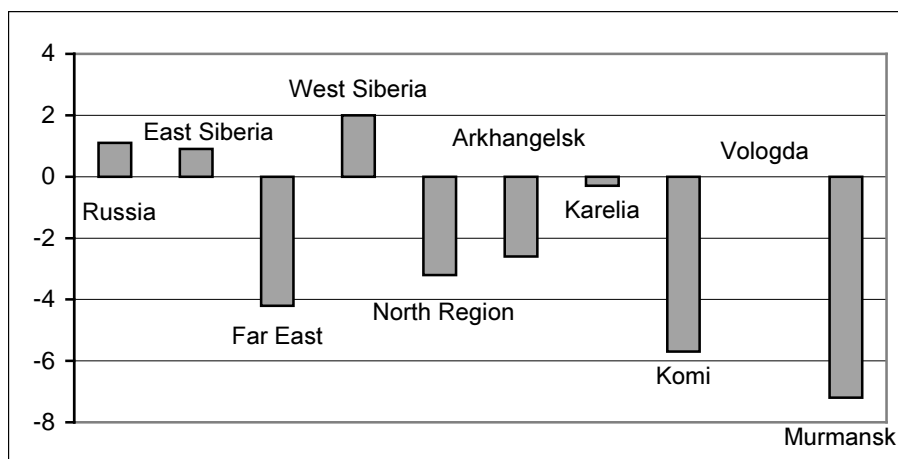 4
2
0
-2
-4
-6
-8
West Siberia
East Siberia
Arkhangelsk
Vologda
Russia
Karelia
North Region
Far East
Komi
Murmansk